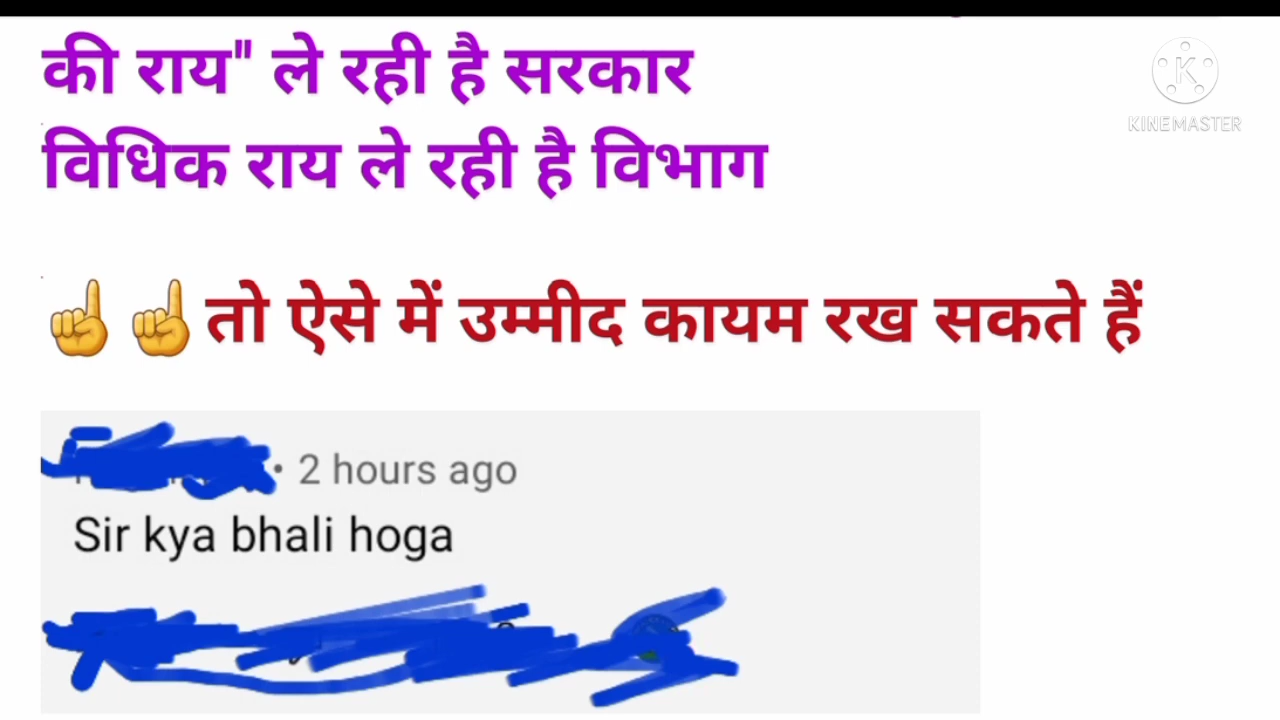 की राय" ले रही है सरकार
KINEMASTER
विधिक राय ले रही है विभाग
☝☝तो ऐसे में उम्मीद कायम रख सकते हैं
• 2 hours ago
Sir kya bhali hoga